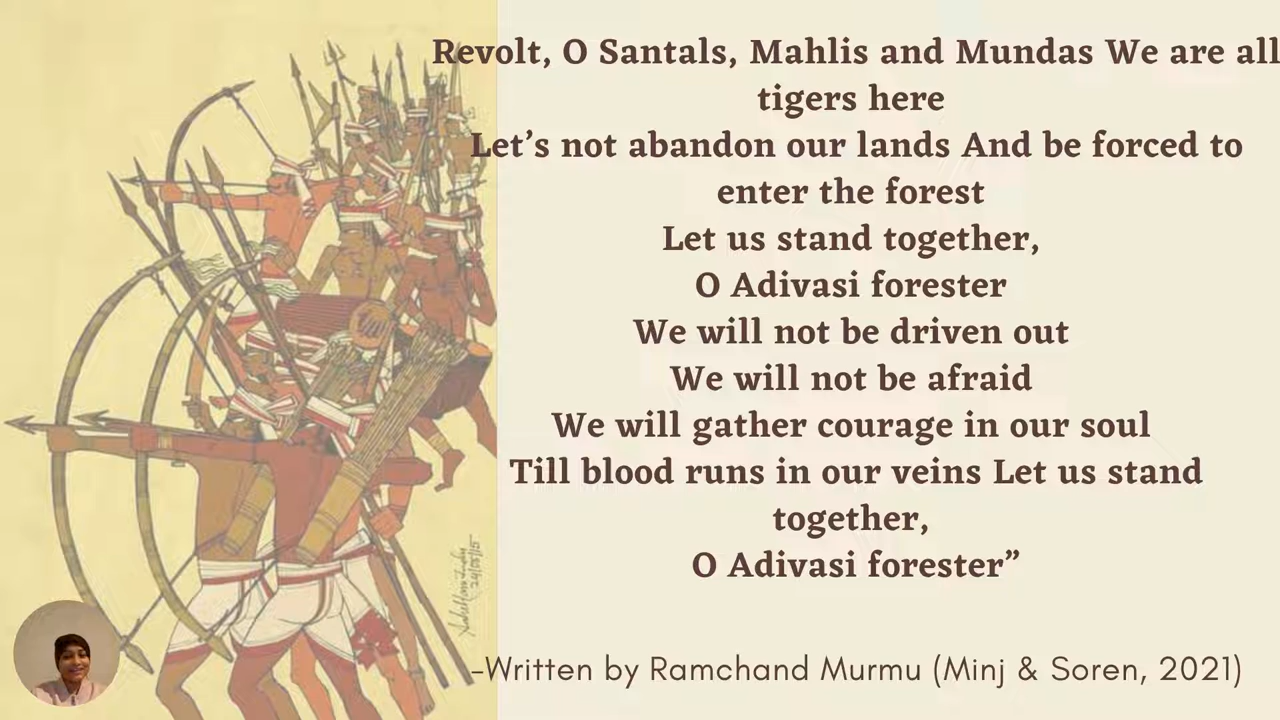 Revolt, O Santals, Mahlis and Mundas We are all
tigers here
Let’s not abandon our lands And be forced to
enter the forest
Let us stand together,
O Adivasi forester
We will not be driven out
We will not be afraid
We will gather courage in our soul
Till blood runs in our veins Let us stand
together,
O Adivasi forester”
24/05/15
-Written by Ramchand Murmu (Minj & Soren, 2021)